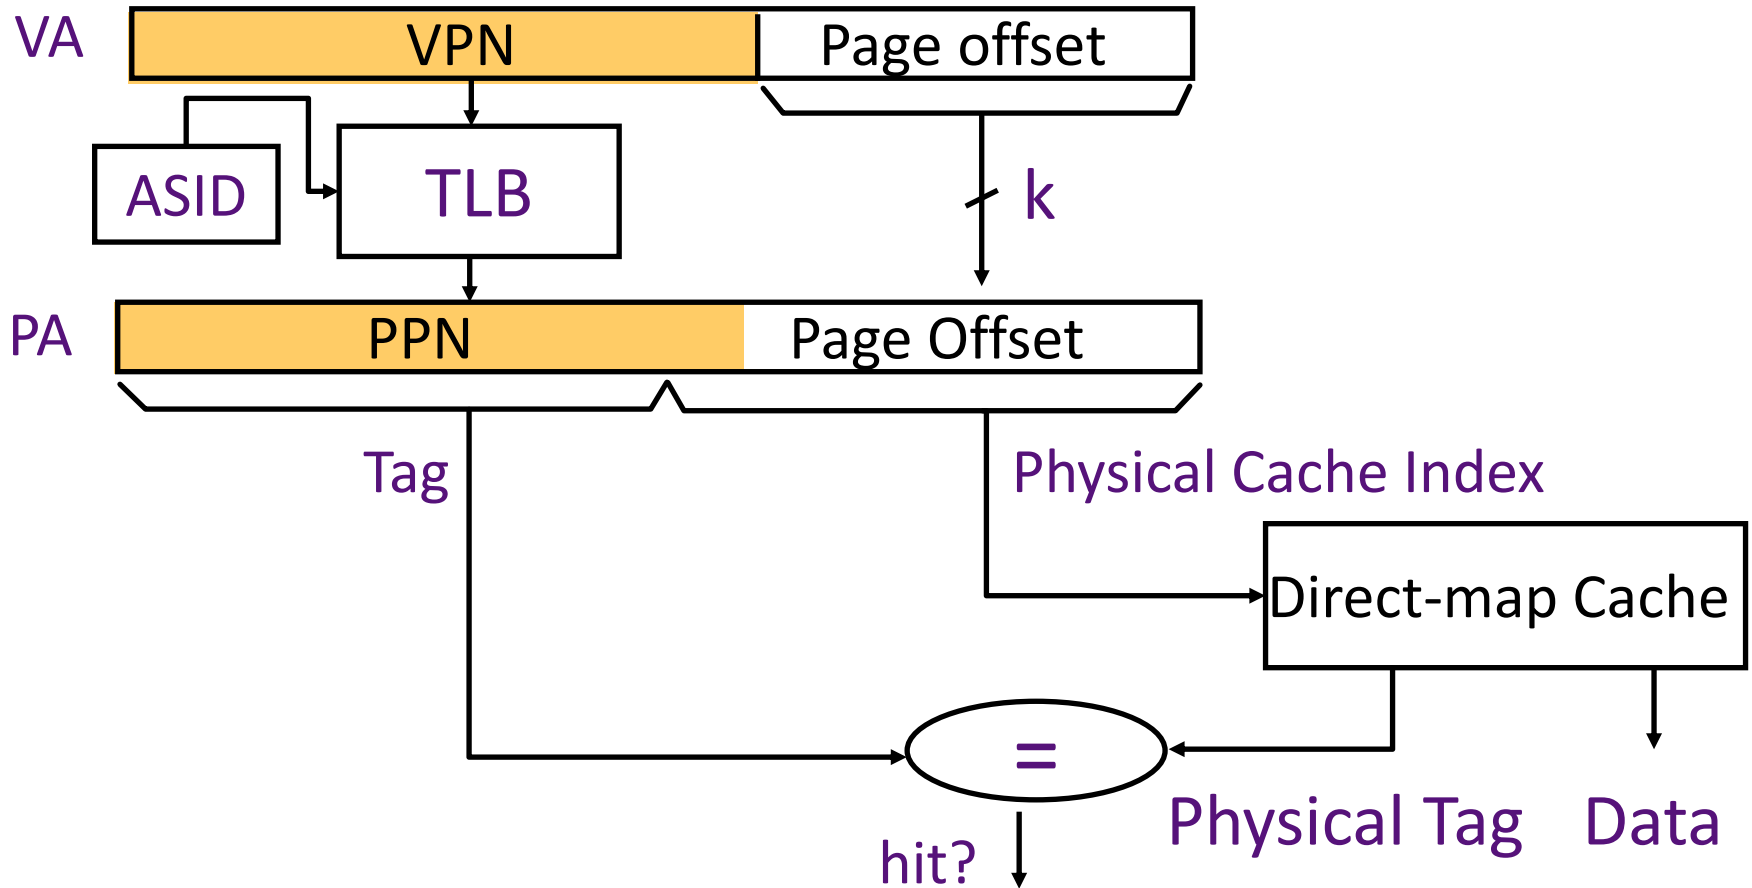 VA
VPN
Page offset
ASID
TLB
k
PA
PPN
Page Offset
Tag
Physical Cache Index
Direct-map Cache
=
Physical Tag
Data
hit?